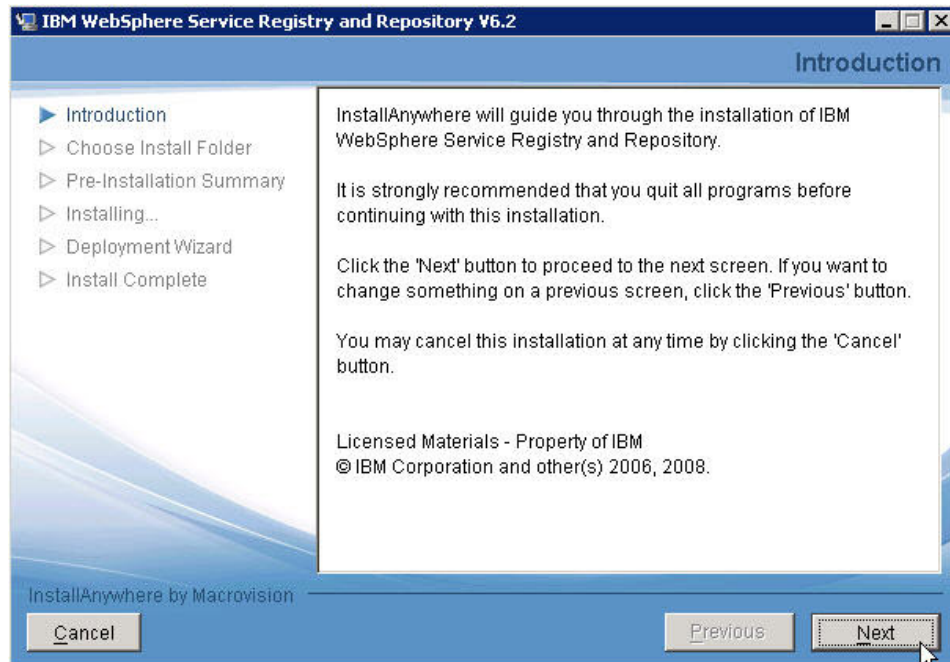 IBM WebSphere Service Registry and Repository V6.2
Introduction
Introduction
Choose Install Folder
Pre-Installation Summary
Installing...
Deployment Wizard
Install Complete
InstallAnywhere will guide you through the installation of IBM
WebSphere Service Registry and Repository.
It is strongly recommended that you quit all programs before
continuing with this installation.
Click the 'Next' button to proceed to the next screen. If you want to
change something on a previous screen, click the 'Previous' button.
You may cancel this installation at any time by clicking the 'Cancel'
button.
Licensed Materials - Property of IBM
© IBM Corporation and other(s) 2006, 2008.
InstallAnywhere by Macrovision
Cancel
Previous
Next